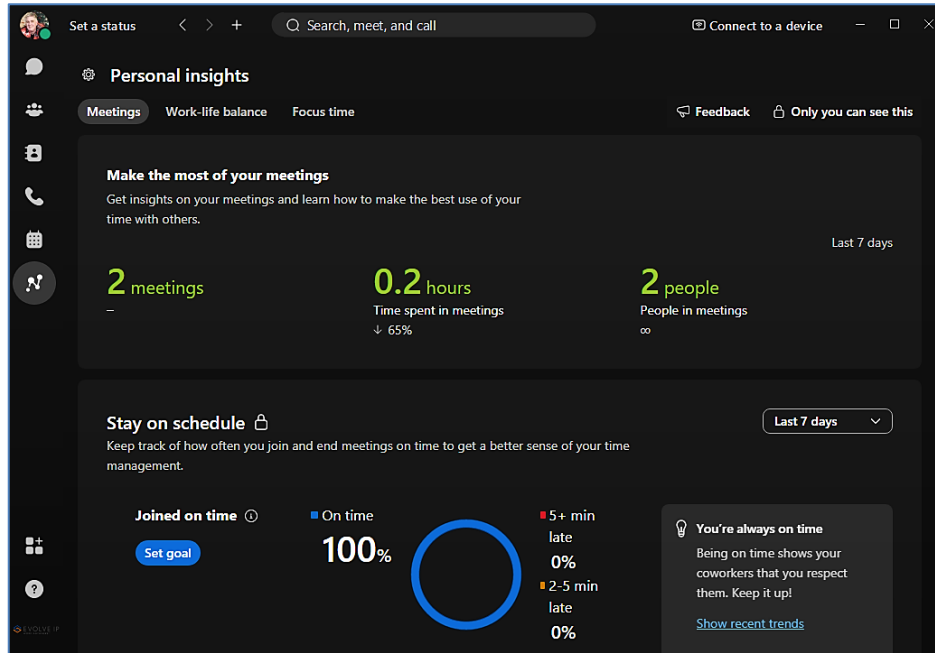 Set a status
Search, meet, and call
Connect to a device
Personal insights
Meetings
Work-life balance
Focus time
Feedback
Only you can see this
Make the most of your meetings
Get insights on your meetings and learn how to make the best use of your
time with others.
Last 7 days
2 meetings
–
0.2 hours
Time spent in meetings
↓ 65%
2 people
People in meetings
∞
Stay on schedule
Keep track of how often you join and end meetings on time to get a better sense of your time
management.
Last 7 days
Joined on time
Set goal
On time
100%
5+ min
late
0%
2-5 min
late
0%
You're always on time
Being on time shows your
coworkers that you respect
them. Keep it up!
Show recent trends
EVOLVE IP